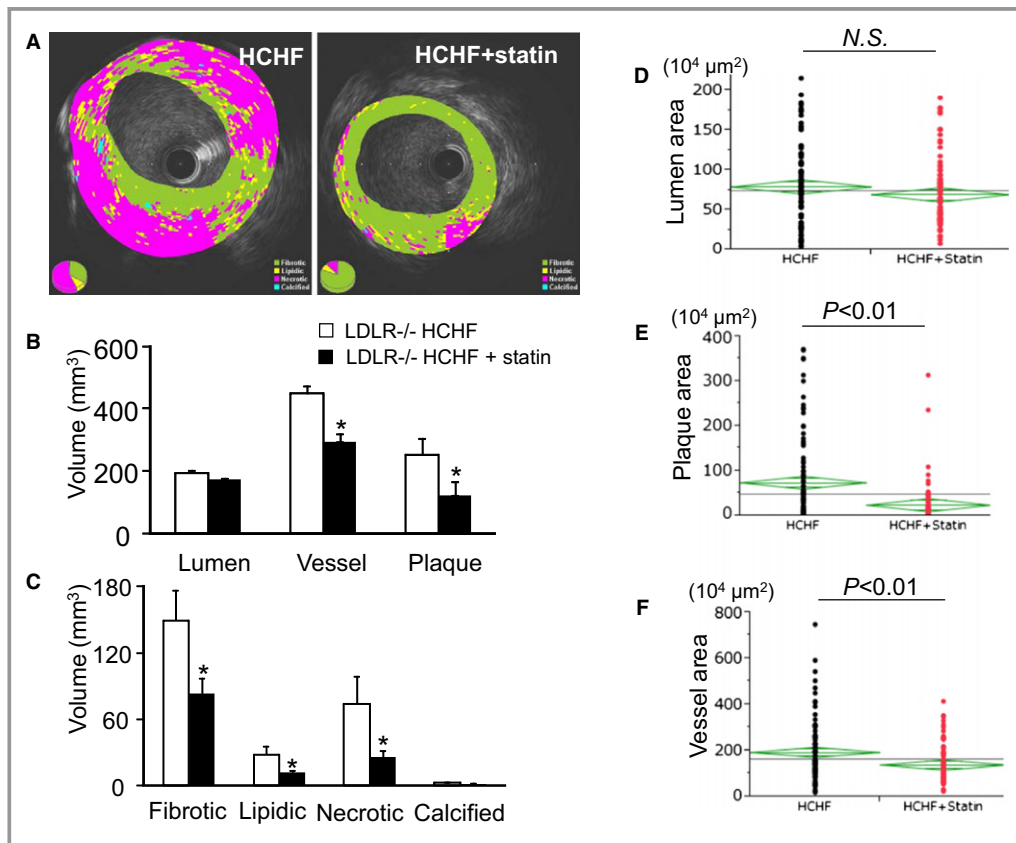 A
HCHF
HCHF+statin
Fibrotic
Lipidic
Necrotic
Calcified
Fibrotic
Lipidic
Necrotic
Calcified
B
LDLR-/- HCHF
LDLR-/- HCHF + statin
Volume (mm³)
600
400
200
0
Lumen
Vessel
Plaque
*
*
C
Volume (mm³)
180
120
60
0
Fibrotic
Lipidic
Necrotic
Calcified
*
*
*
D
N.S.
(10⁴ µm²)
Lumen area
200
150
100
50
0
HCHF
HCHF+Statin
E
P<0.01
(10⁴ µm²)
Plaque area
400
300
200
100
0
HCHF
HCHF+Statin
F
P<0.01
(10⁴ µm²)
Vessel area
800
600
400
200
0
HCHF
HCHF+Statin